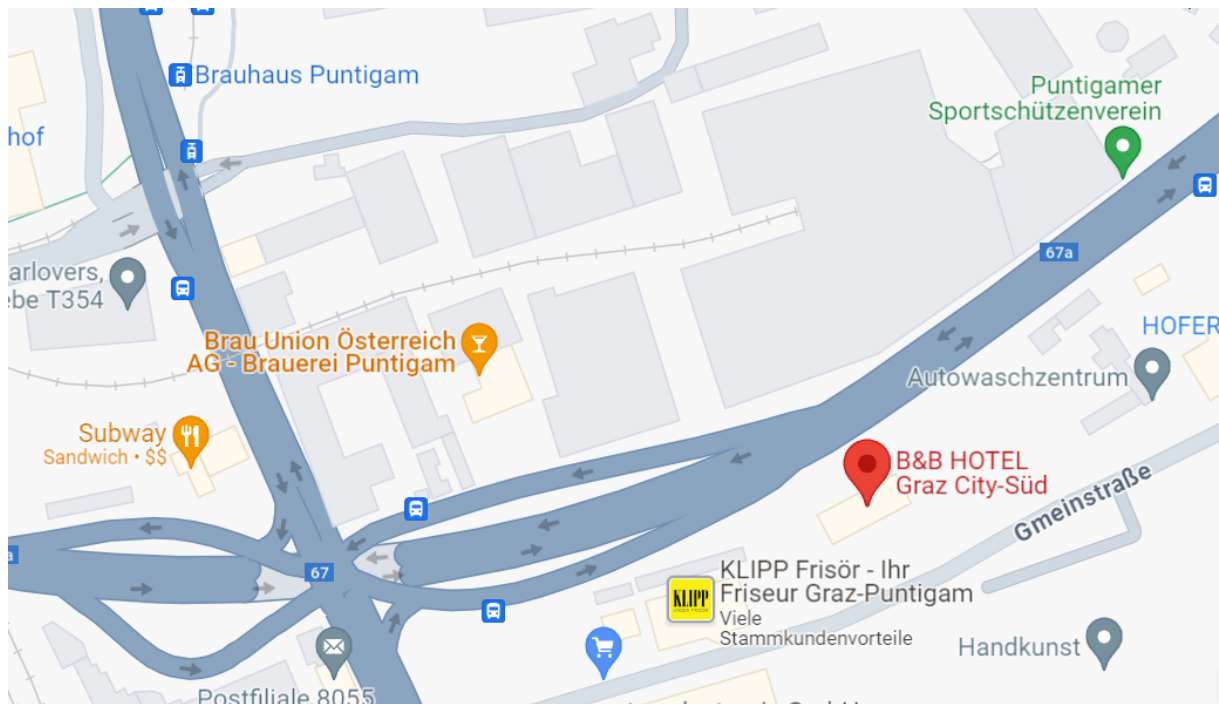 Brauhaus Puntigam
hof
Puntigamer
Sportschützenverein
67a
arlovers,
ebe T354
HOFER
Brau Union Österreich
AG - Brauerei Puntigam
Autowaschzentrum
Subway
Sandwich • $$
B&B HOTEL
Graz City-Süd
Gmeinstraße
a
67
KLIPP
KLIPP Frisör - Ihr
Friseur Graz-Puntigam
Viele
Stammkundenvorteile
Handkunst
Postfiliale 8055